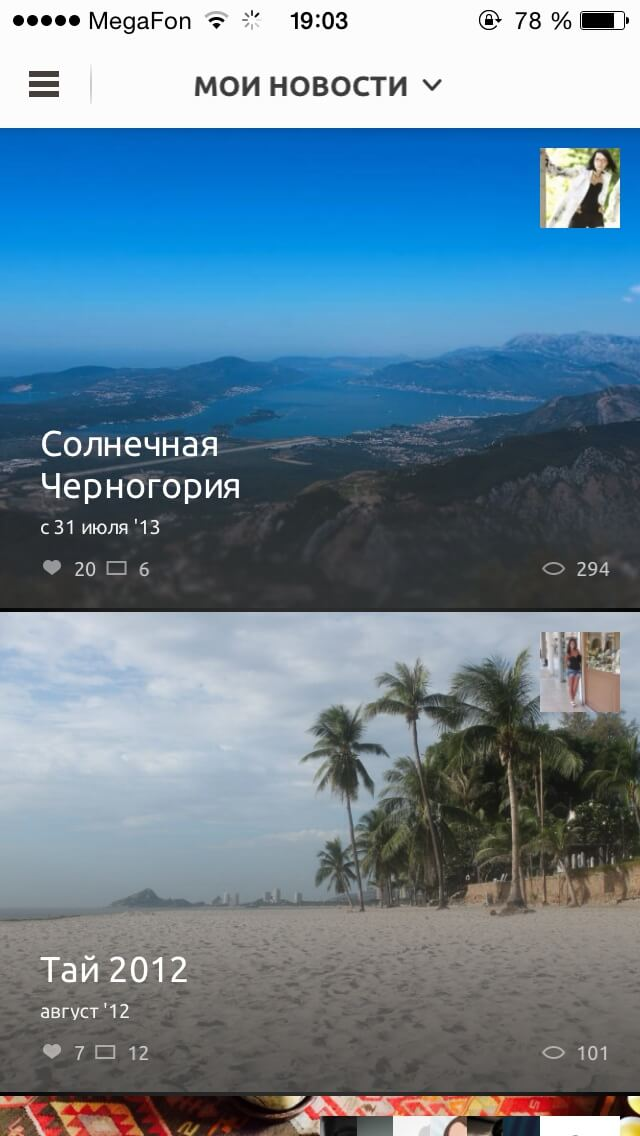 MegaFon 19:03 78 %
МОИ НОВОСТИ
Солнечная
Черногория
с 31 июля '13
20 6 294
Тай 2012
август '12
7 12 101